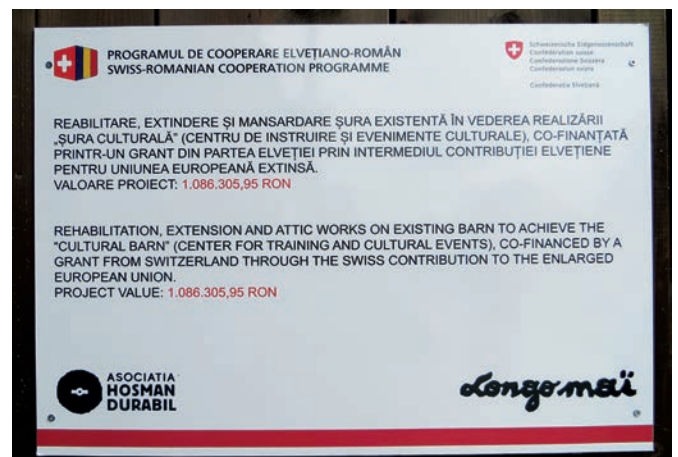 PROGRAMUL DE COOPERARE ELVEȚIANO-ROMÂN
SWISS-ROMANIAN COOPERATION PROGRAMME
Schweizerische Eidgenossenschaft
Confédération suisse
Confederazione Svizzera
Confederaziun svizra
Confederația Elvețiană
REABILITARE, EXTINDERE ȘI MANSARDARE ȘURA EXISTENTĂ ÎN VEDEREA REALIZĂRII
„ȘURA CULTURALĂ" (CENTRU DE INSTRUIRE ȘI EVENIMENTE CULTURALE), CO-FINANȚATĂ
PRINTR-UN GRANT DIN PARTEA ELVEȚIEI PRIN INTERMEDIUL CONTRIBUȚIEI ELVEȚIENE
PENTRU UNIUNEA EUROPEANĂ EXTINSĂ.
VALOARE PROIECT: 1.086.305,95 RON
REHABILITATION, EXTENSION AND ATTIC WORKS ON EXISTING BARN TO ACHIEVE THE
"CULTURAL BARN" (CENTER FOR TRAINING AND CULTURAL EVENTS), CO-FINANCED BY A
GRANT FROM SWITZERLAND THROUGH THE SWISS CONTRIBUTION TO THE ENLARGED
EUROPEAN UNION.
PROJECT VALUE: 1.086.305,95 RON
ASOCIATIA
HOSMAN
DURABIL
Longo maï